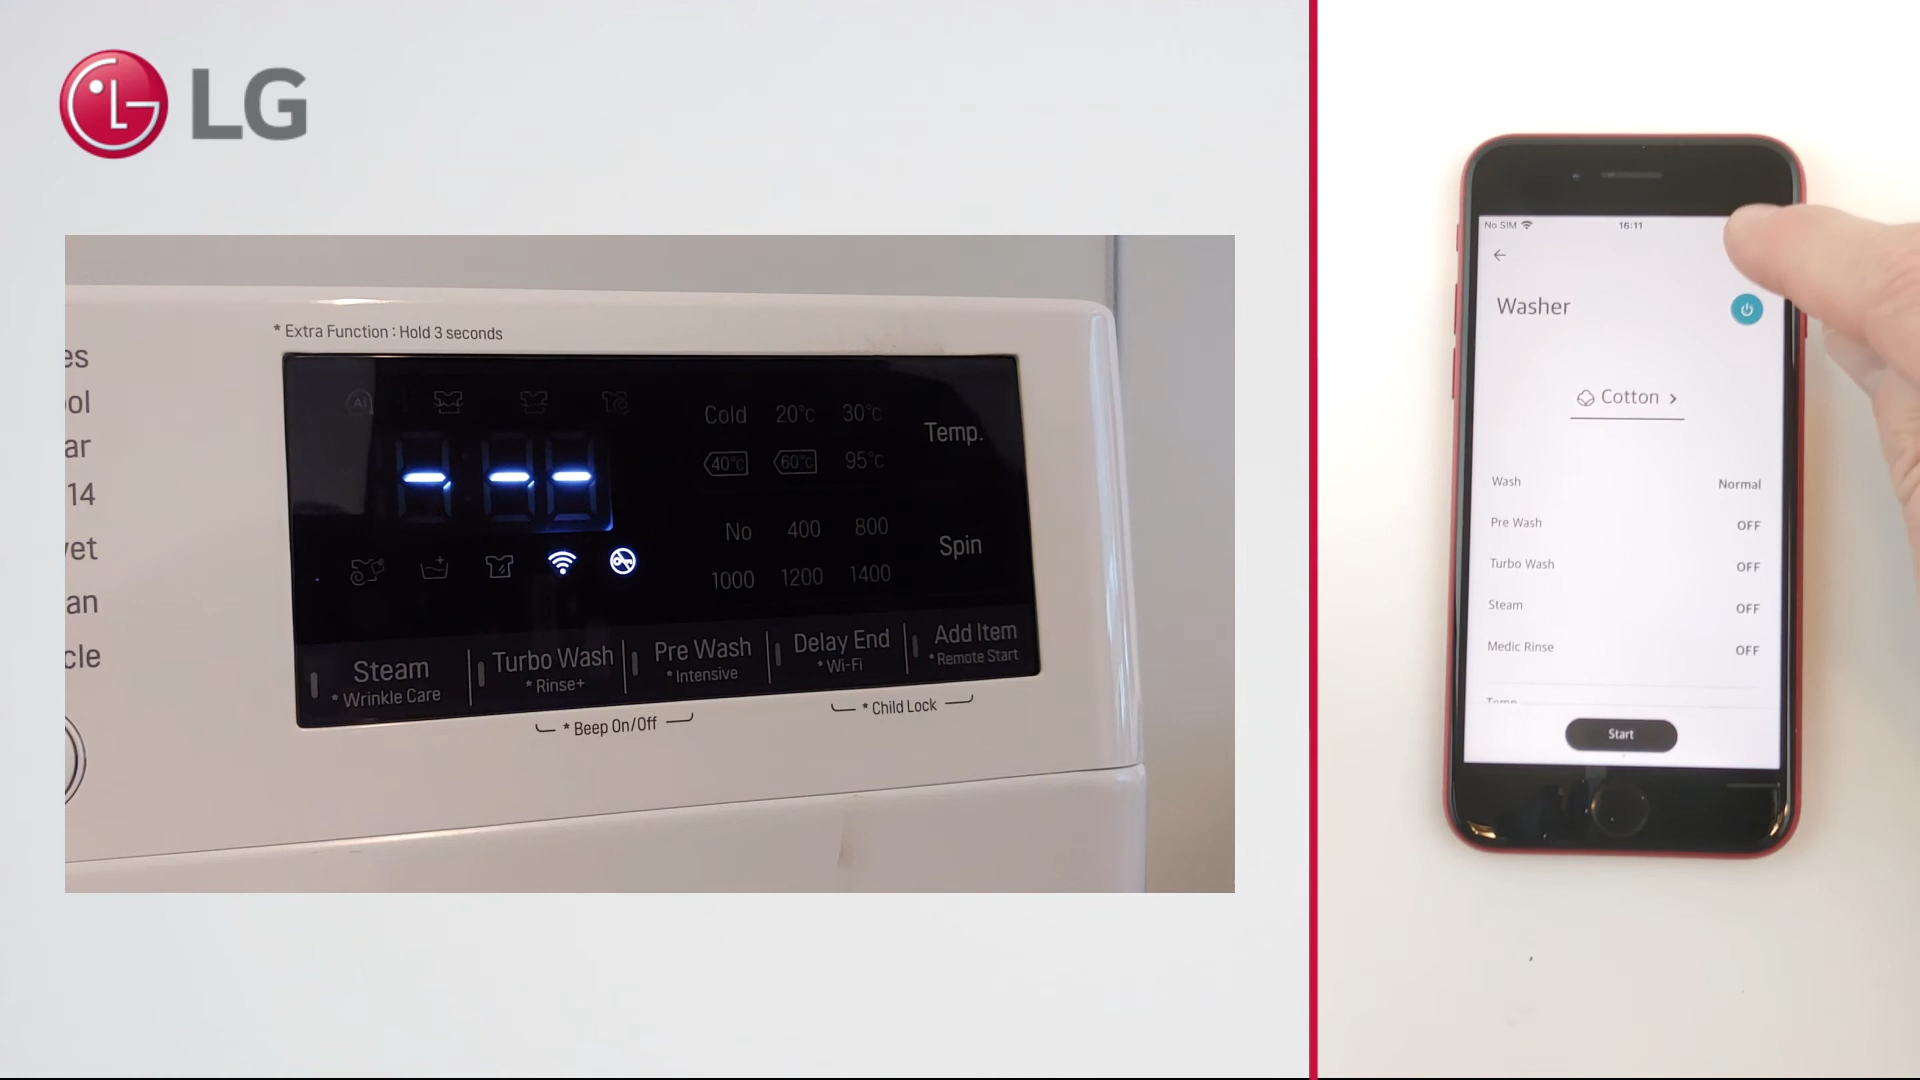 LG
* Extra Function : Hold 3 seconds
es
ol
ar
14
vet
an
cle
AI
Cold 20°c 30°c
40°c 60°c 95°c
Temp.
No 400 800
1000 1200 1400
Spin
Steam
* Wrinkle Care
Turbo Wash
* Rinse+
Pre Wash
* Intensive
Delay End
* Wi-Fi
Add Item
* Remote Start
* Beep On/Off
* Child Lock
No SIM 16:11
Washer
Cotton >
Wash Normal
Pre Wash OFF
Turbo Wash OFF
Steam OFF
Medic Rinse OFF
Temp
Start